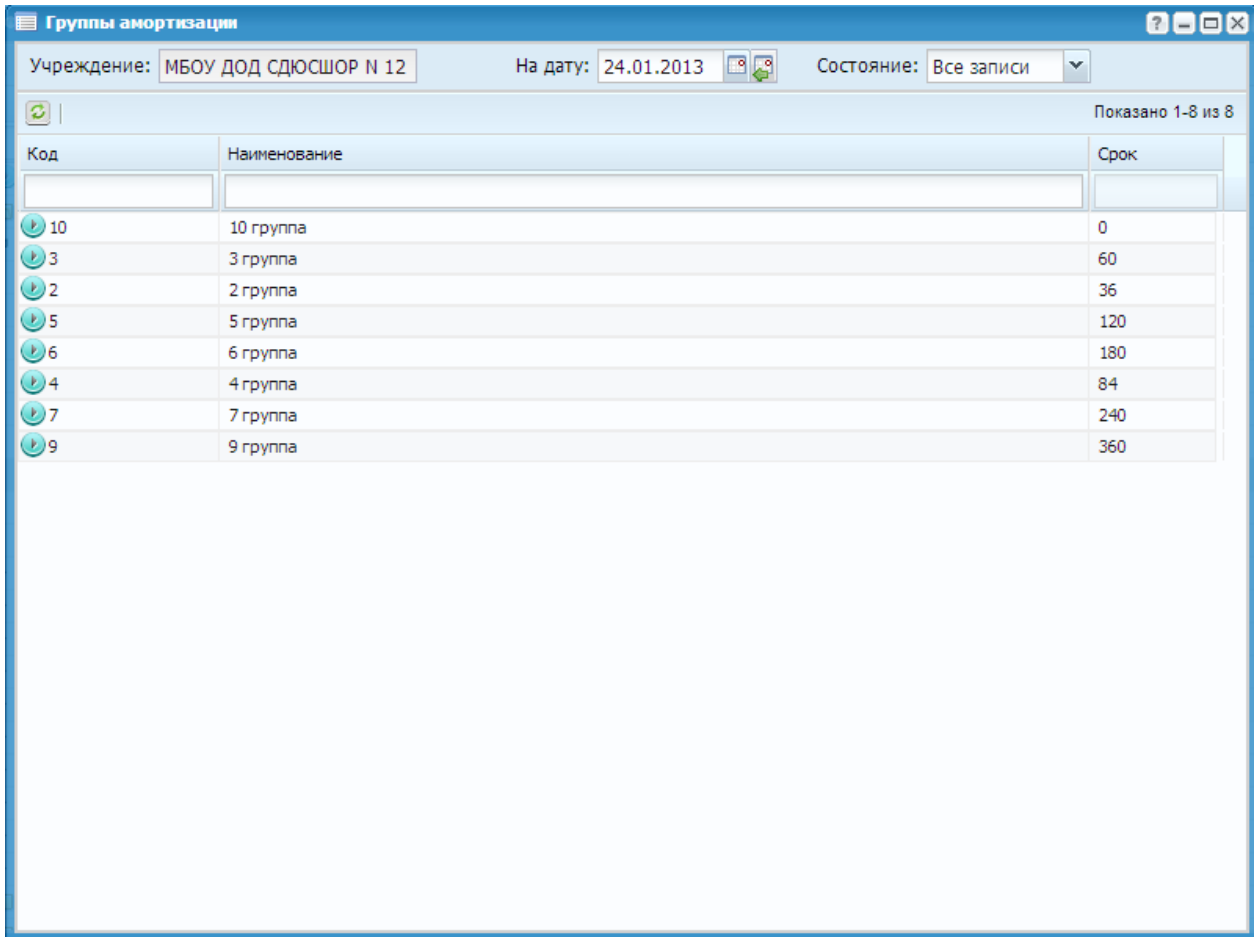 Группы амортизации
Учреждение: МБОУ ДОД СДЮСШОР N 12 На дату: 24.01.2013 Состояние: Все записи
Показано 1-8 из 8
Код Наименование Срок
10 10 группа 0
3 3 группа 60
2 2 группа 36
5 5 группа 120
6 6 группа 180
4 4 группа 84
7 7 группа 240
9 9 группа 360